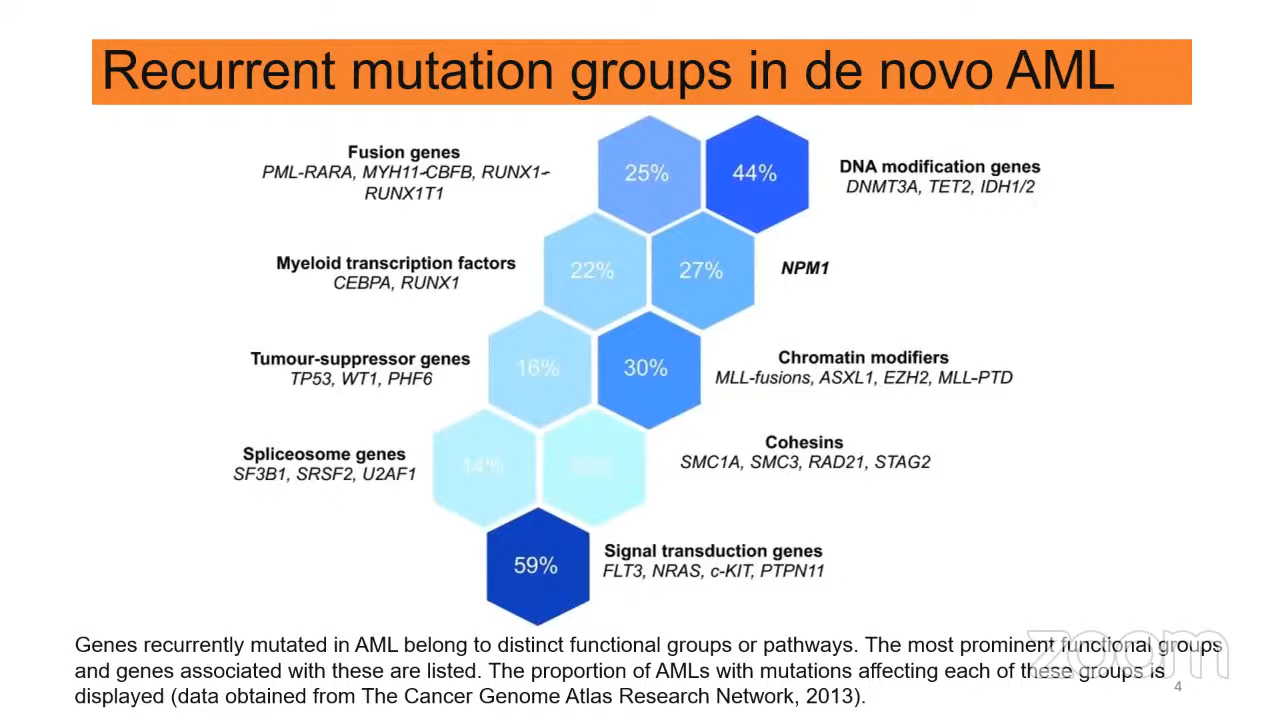 Recurrent mutation groups in de novo AML
Fusion genes
PML-RARA, MYH11-CBFB, RUNX1-
RUNX1T1
25%
44%
DNA modification genes
DNMT3A, TET2, IDH1/2
Myeloid transcription factors
CEBPA, RUNX1
22%
27%
NPM1
Tumour-suppressor genes
TP53, WT1, PHF6
16%
30%
Chromatin modifiers
MLL-fusions, ASXL1, EZH2, MLL-PTD
Spliceosome genes
SF3B1, SRSF2, U2AF1
14%
Cohesins
SMC1A, SMC3, RAD21, STAG2
59%
Signal transduction genes
FLT3, NRAS, c-KIT, PTPN11
Genes recurrently mutated in AML belong to distinct functional groups or pathways. The most prominent functional groups
and genes associated with these are listed. The proportion of AMLs with mutations affecting each of these groups is
displayed (data obtained from The Cancer Genome Atlas Research Network, 2013).
zoom
4